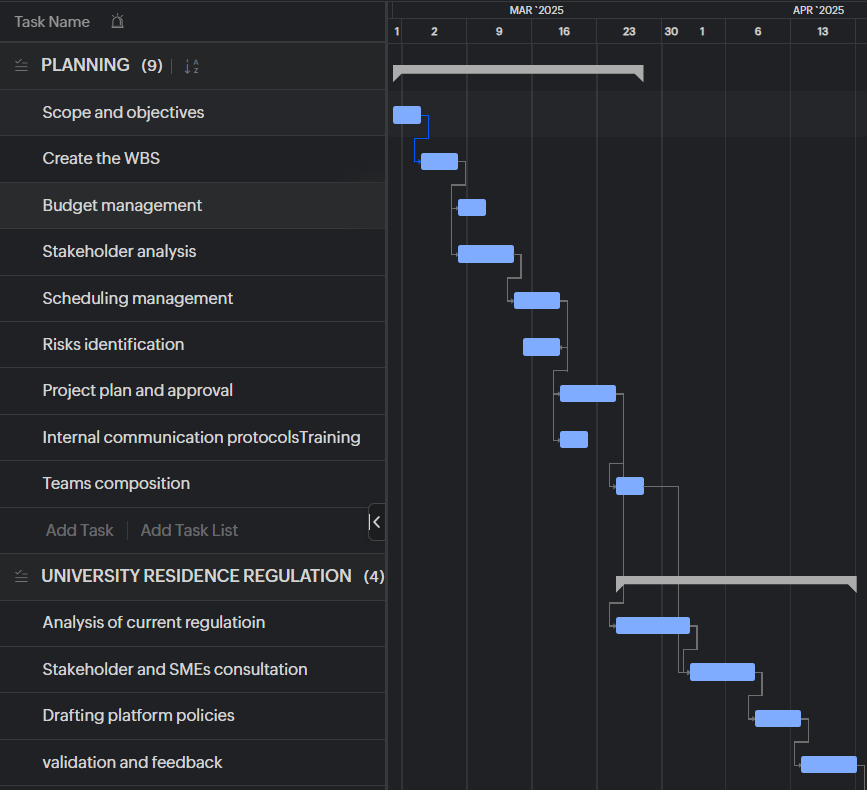 Task Name
MAR `2025 APR `2025
1 2 9 16 23 30 1 6 13
PLANNING (9)
A
Z
Scope and objectives
Create the WBS
Budget management
Stakeholder analysis
Scheduling management
Risks identification
Project plan and approval
Internal communication protocolsTraining
Teams composition
Add Task Add Task List
UNIVERSITY RESIDENCE REGULATION (4)
Analysis of current regulatioin
Stakeholder and SMEs consultation
Drafting platform policies
validation and feedback